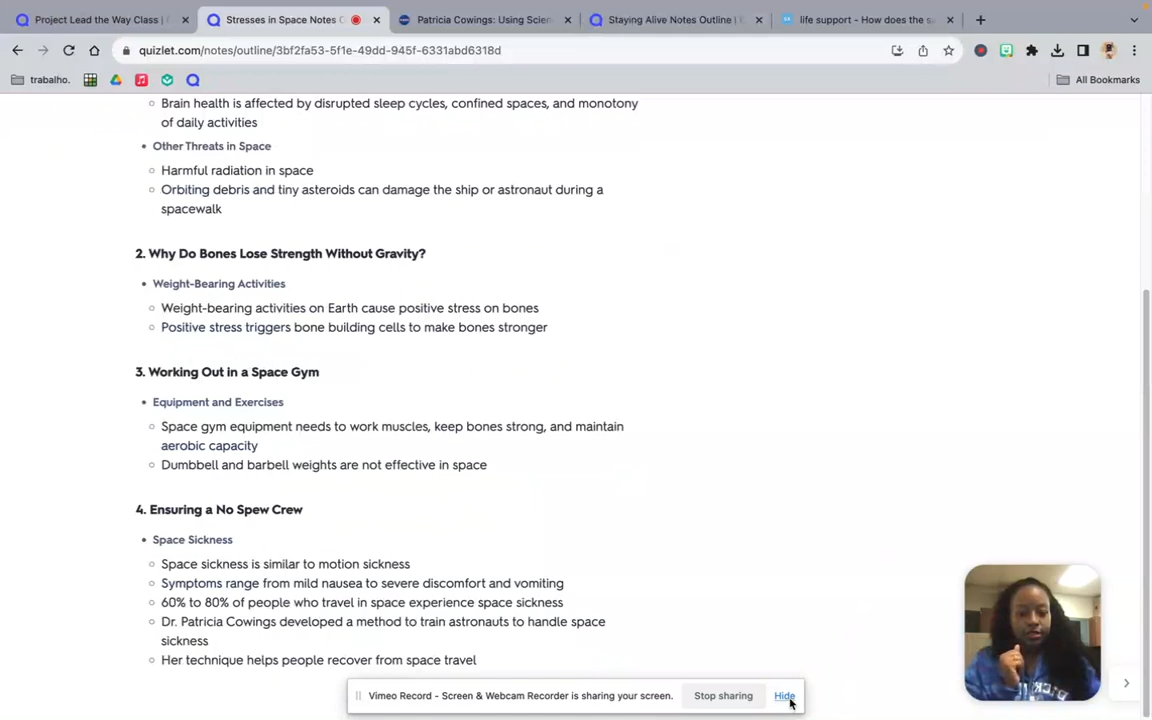 Project Lead the Way Class |
Stresses in Space Notes
Patricia Cowings: Using Scien
Staying Alive Notes Outline |
life support - How does the s
quizlet.com/notes/outline/3bf2fa53-5f1e-49dd-945f-6331abd6318d
trabalho.
All Bookmarks
Brain health is affected by disrupted sleep cycles, confined spaces, and monotony
of daily activities
Other Threats in Space
Harmful radiation in space
Orbiting debris and tiny asteroids can damage the ship or astronaut during a
spacewalk
2. Why Do Bones Lose Strength Without Gravity?
Weight-Bearing Activities
Weight-bearing activities on Earth cause positive stress on bones
Positive stress triggers bone building cells to make bones stronger
3. Working Out in a Space Gym
Equipment and Exercises
Space gym equipment needs to work muscles, keep bones strong, and maintain
aerobic capacity
Dumbbell and barbell weights are not effective in space
4. Ensuring a No Spew Crew
Space Sickness
Space sickness is similar to motion sickness
Symptoms range from mild nausea to severe discomfort and vomiting
60% to 80% of people who travel in space experience space sickness
Dr. Patricia Cowings developed a method to train astronauts to handle space
sickness
Her technique helps people recover from space travel
Vimeo Record - Screen & Webcam Recorder is sharing your screen.
Stop sharing
Hide